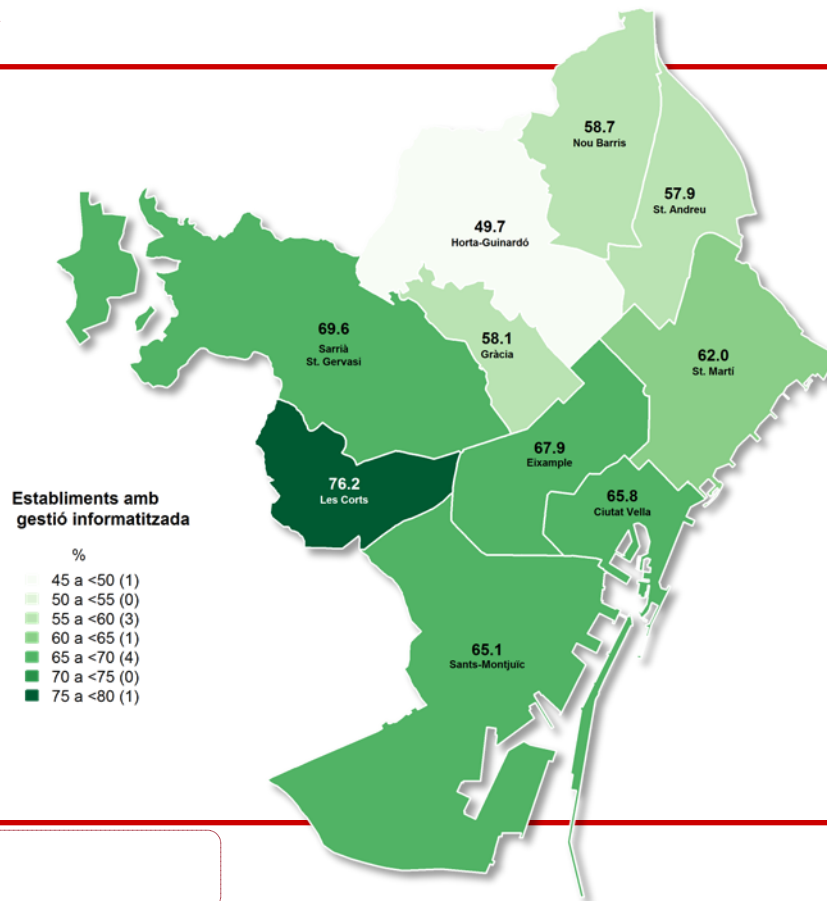 58.7
Nou Barris
57.9
St. Andreu
49.7
Horta-Guinardó
69.6
Sarrià
St. Gervasi
58.1
Gràcia
62.0
St. Martí
67.9
Eixample
76.2
Les Corts
65.8
Ciutat Vella
65.1
Sants-Montjuïc
Establiments amb
gestió informatitzada
%
45 a <50 (1)
50 a <55 (0)
55 a <60 (3)
60 a <65 (1)
65 a <70 (4)
70 a <75 (0)
75 a <80 (1)